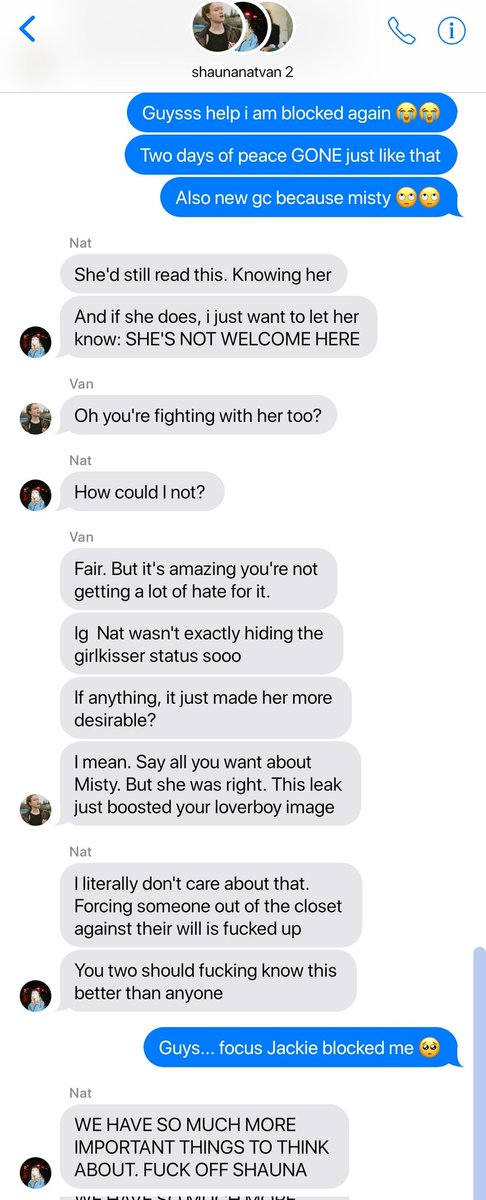 shaunanatvan 2
Guysss help i am blocked again 😭😭
Two days of peace GONE just like that
Also new gc because misty 🙄🙄
Nat
She'd still read this. Knowing her
And if she does, i just want to let her
know: SHE'S NOT WELCOME HERE
Van
Oh you're fighting with her too?
Nat
How could I not?
Van
Fair. But it's amazing you're not
getting a lot of hate for it.
Ig  Nat wasn't exactly hiding the
girlkisser status sooo
If anything, it just made her more
desirable?
I mean. Say all you want about
Misty. But she was right. This leak
just boosted your loverboy image
Nat
I literally don't care about that.
Forcing someone out of the closet
against their will is fucked up
You two should fucking know this
better than anyone
Guys... focus Jackie blocked me 🥺
Nat
WE HAVE SO MUCH MORE
IMPORTANT THINGS TO THINK
ABOUT. FUCK OFF SHAUNA
WE HAVE SO MUCH MORE